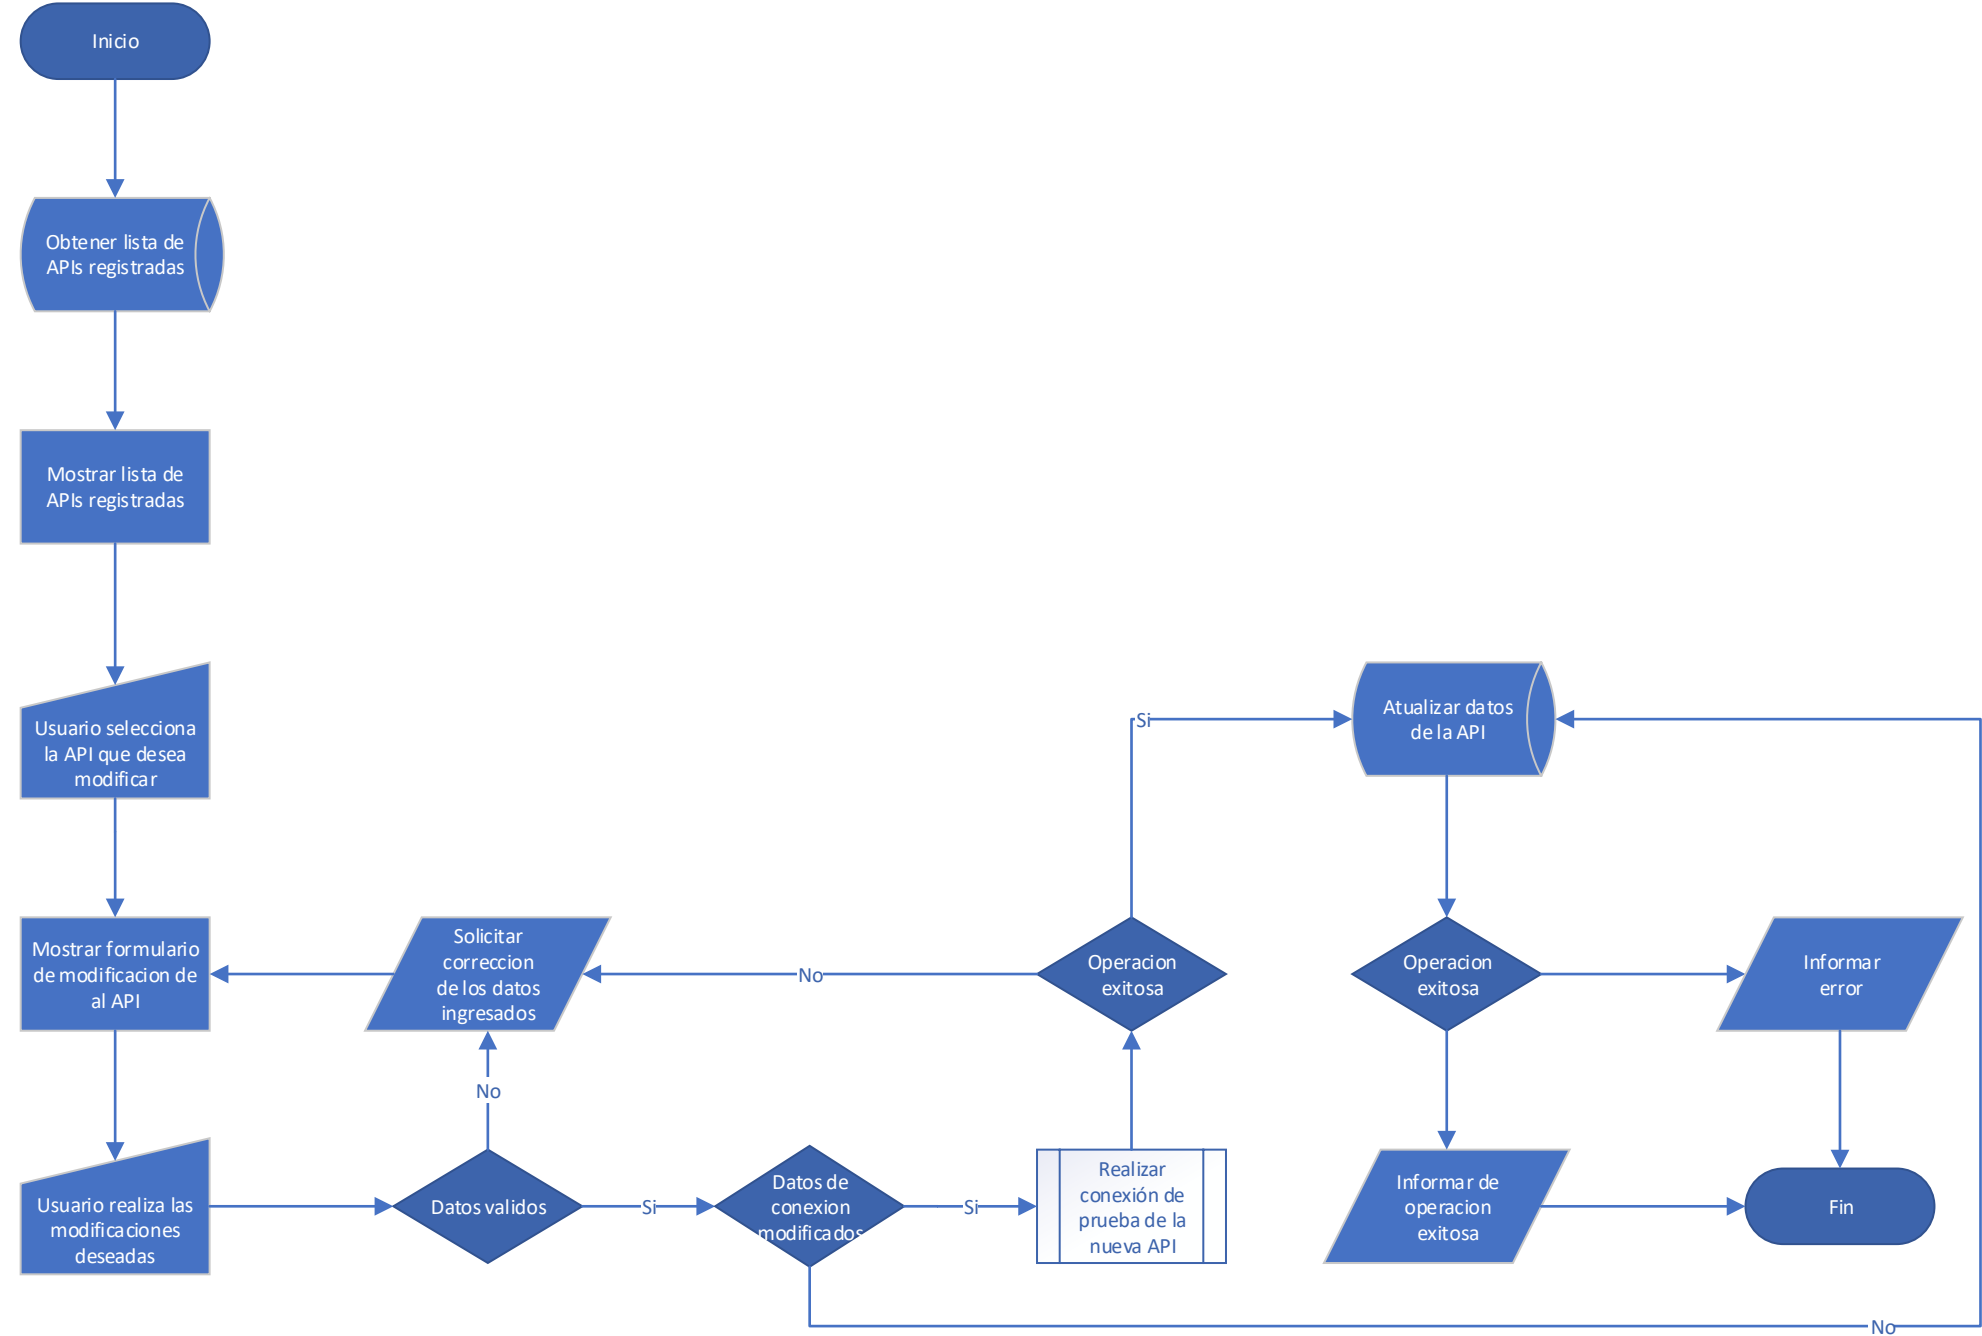 Inicio
Obtener lista de
APIs registradas
Mostrar lista de
APIs registradas
Usuario selecciona
la API que desea
modificar
Mostrar formulario
de modificacion de
al API
Usuario realiza las
modificaciones
deseadas
Solicitar
correccion
de los datos
ingresados
No
Datos validos
Si
Datos de
conexion
modificados
Si
No
Realizar
conexión de
prueba de la
nueva API
Operacion
exitosa
No
Si
Atualizar datos
de la API
Operacion
exitosa
Informar
error
Informar de
operacion
exitosa
Fin